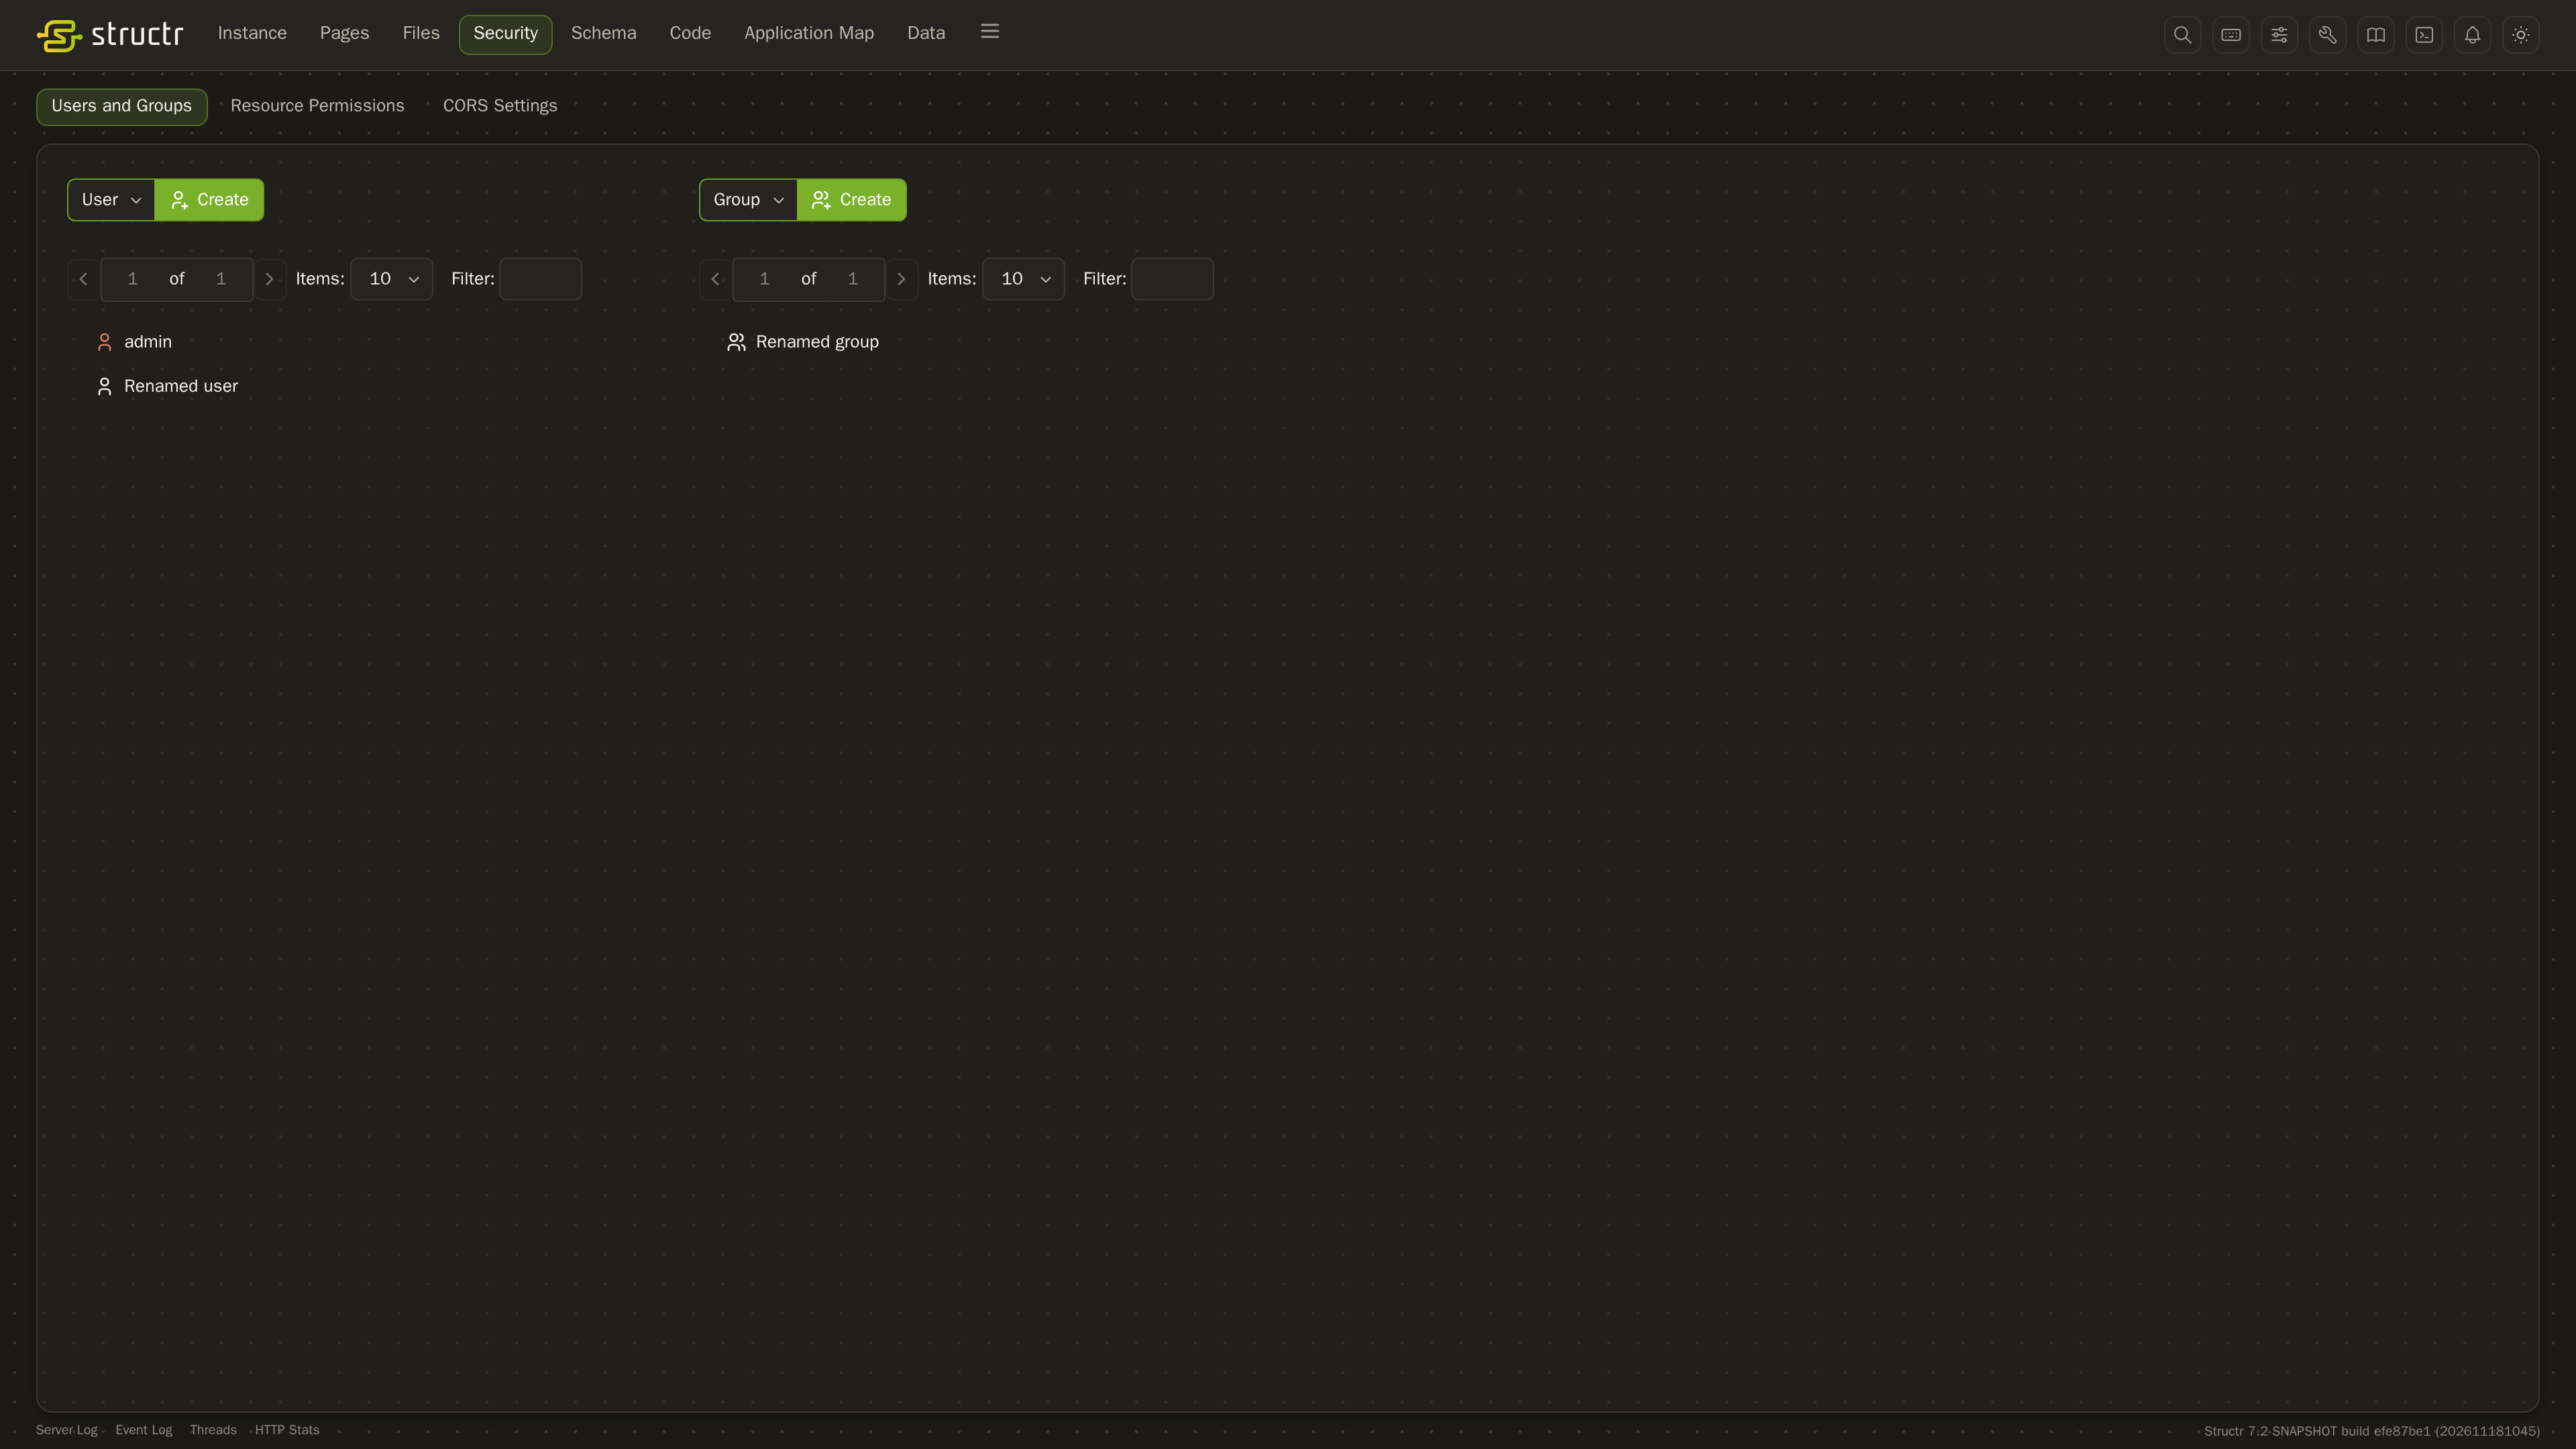 structr Instance Pages Files Security Schema Code Application Map Data
Users and Groups Resource Permissions CORS Settings
User Create Group Create
1 of 1 Items: 10 Filter: 1 of 1 Items: 10 Filter:
admin Renamed group
Renamed user
Server Log Event Log Threads HTTP Stats Structr 7.2-SNAPSHOT build efe87be1 (202611181045)